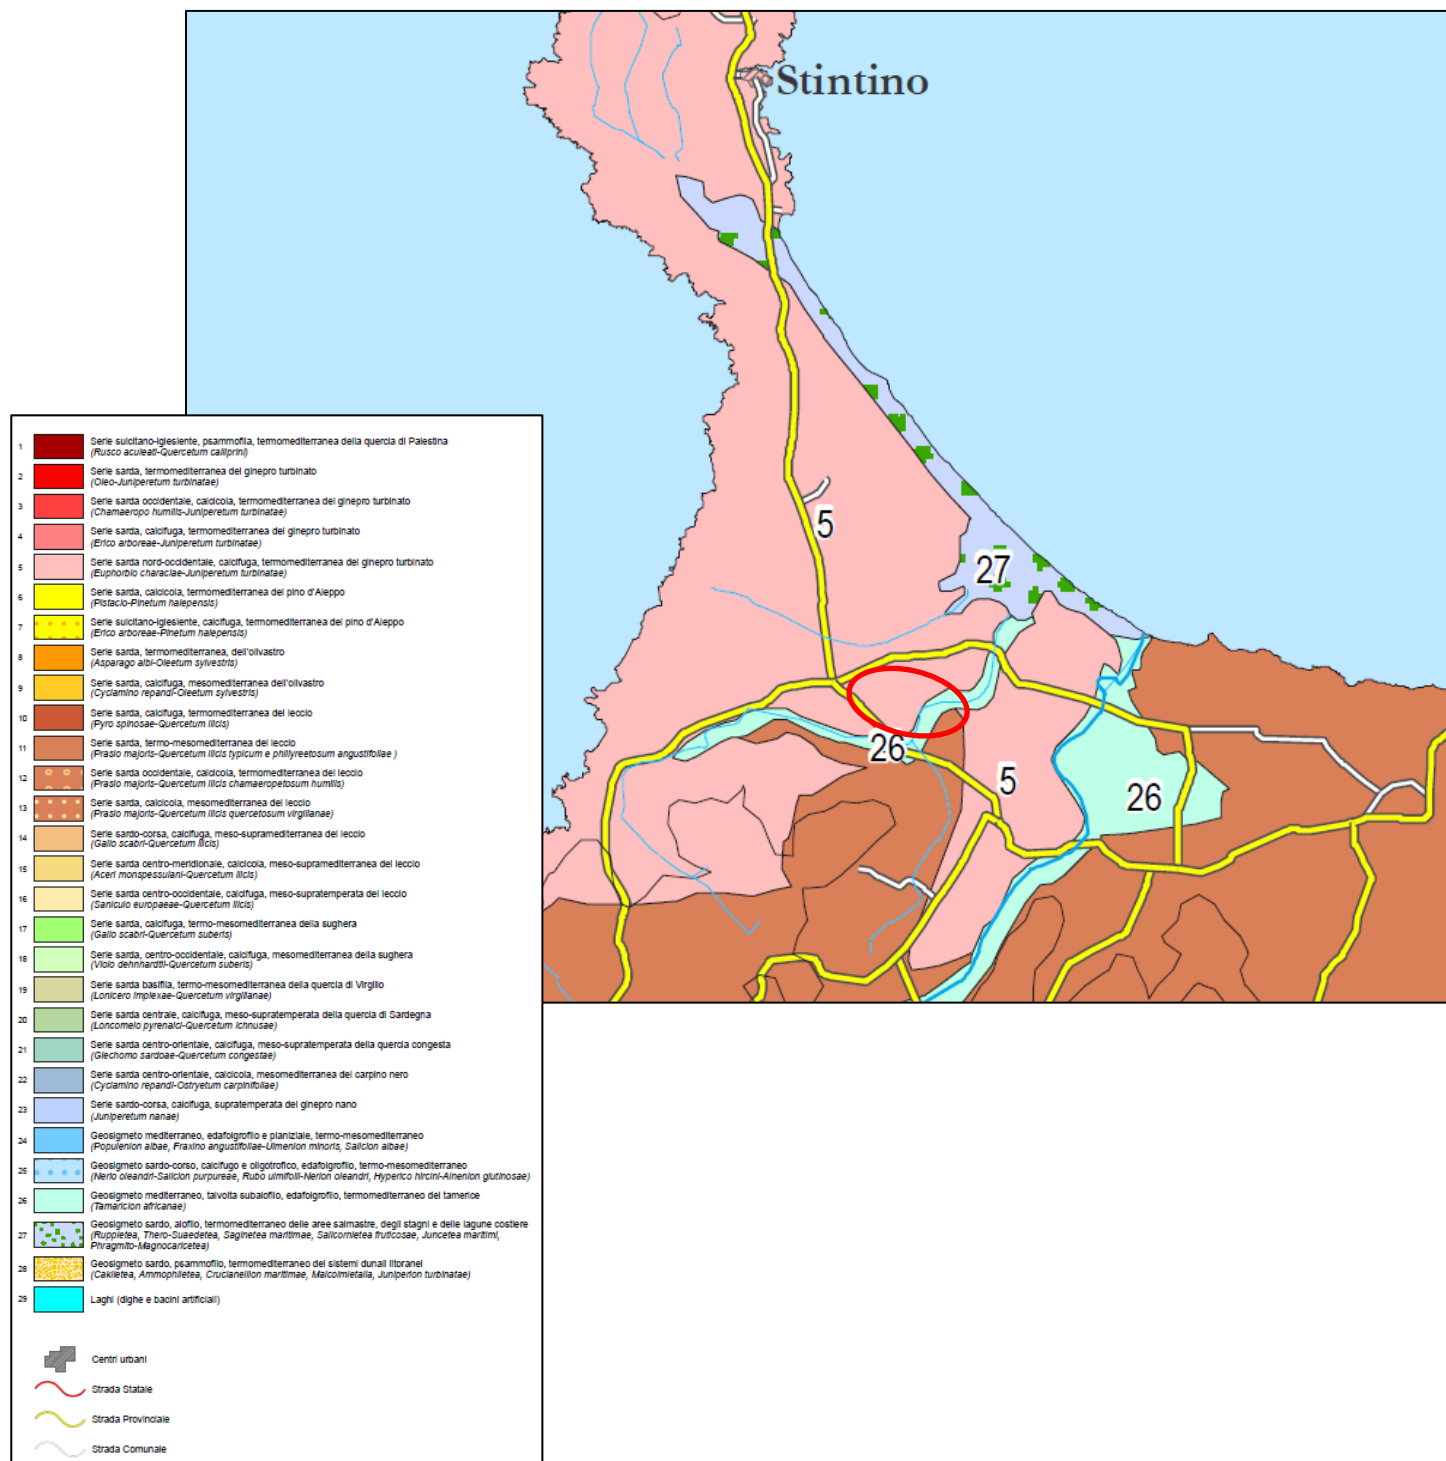 Stintino
5
27
26
5
26
1 Serie sulcitano-iglesiente, psammofila, termomediterranea della quercia di Palestina
(Rusco aculeati-Quercetum calliprini)
2 Serie sarda, termomediterranea del ginepro turbinato
(Oleo-Juniperetum turbinatae)
3 Serie sarda occidentale, calcicola, termomediterranea del ginepro turbinato
(Chamaeropo humilis-Juniperetum turbinatae)
4 Serie sarda, calcifuga, termomediterranea del ginepro turbinato
(Erico arboreae-Juniperetum turbinatae)
5 Serie sarda nord-occidentale, calcifuga, termomediterranea del ginepro turbinato
(Euphorbio characiae-Juniperetum turbinatae)
6 Serie sarda, calcicola, termomediterranea del pino d'Aleppo
(Pistacio-Pinetum halepensis)
7 Serie sulcitano-iglesiente, calcifuga, termomediterranea del pino d'Aleppo
(Erico arboreae-Pinetum halepensis)
8 Serie sarda, termomediterranea, dell'olivastro
(Asparago albi-Oleetum sylvestris)
9 Serie sarda, calcifuga, mesomediterranea dell'olivastro
(Cyclamino repandi-Oleetum sylvestris)
10 Serie sarda, calcifuga, termomediterranea del leccio
(Pyro spinosae-Quercetum ilicis)
11 Serie sarda, termo-mesomediterranea del leccio
(Prasio majoris-Quercetum ilicis typicum e phillyreetosum angustifoliae )
12 Serie sarda occidentale, calcicola, termomediterranea del leccio
(Prasio majoris-Quercetum ilicis chamaeropetosum humilis)
13 Serie sarda, calcicola, mesomediterranea del leccio
(Prasio majoris-Quercetum ilicis quercetosum virgilianae)
14 Serie sardo-corsa, calcifuga, meso-supramediterranea del leccio
(Galio scabri-Quercetum ilicis)
15 Serie sarda centro-meridionale, calcicola, meso-supramediterranea del leccio
(Aceri monspessulani-Quercetum ilicis)
16 Serie sarda centro-occidentale, calcifuga, meso-supratemperata del leccio
(Saniculo europaeae-Quercetum ilicis)
17 Serie sarda, calcifuga, termo-mesomediterranea della sughera
(Galio scabri-Quercetum suberis)
18 Serie sarda, centro-occidentale, calcifuga, mesomediterranea della sughera
(Violo dehnhardtii-Quercetum suberis)
19 Serie sarda basifila, termo-mesomediterranea della quercia di Virgilio
(Lonicero implexae-Quercetum virgilianae)
20 Serie sarda centrale, calcifuga, meso-supratemperata della quercia di Sardegna
(Loncomelo pyrenaici-Quercetum ichnusae)
21 Serie sarda centro-orientale, calcifuga, meso-supratemperata della quercia congesta
(Glechomo sardoae-Quercetum congestae)
22 Serie sarda centro-orientale, calcicola, mesomediterranea del carpino nero
(Cyclamino repandi-Ostryetum carpinifoliae)
23 Serie sardo-corsa, calcifuga, supratemperata del ginepro nano
(Juniperetum nanae)
24 Geosigmeto mediterraneo, edafoigrofilo e planiziale, termo-mesomediterraneo
(Populenion albae, Fraxino angustifoliae-Ulmenion minoris, Salicion albae)
25 Geosigmeto sardo-corso, calcifugo e oligotrofico, edafoigrofilo, termo-mesomediterraneo
(Nerio oleandri-Salicion purpureae, Rubo ulmifolii-Nerion oleandri, Hyperico hircini-Alnenion glutinosae)
26 Geosigmeto mediterraneo, talvolta subalofilo, edafoigrofilo, termomediterraneo del tamerice
(Tamaricion africanae)
27 Geosigmeto sardo, alofilo, termomediterraneo delle aree salmastre, degli stagni e delle lagune costiere
(Ruppietea, Thero-Suaedetea, Saginetea maritimae, Salicornietea fruticosae, Juncetea maritimi,
Phragmito-Magnocaricetea)
28 Geosigmeto sardo, psammofilo, termomediterraneo dei sistemi dunali litoranei
(Cakiletea, Ammophiletea, Crucianellion maritimae, Malcolmietalia, Juniperion turbinatae)
29 Laghi (dighe e bacini artificiali)
Centri urbani
Strada Statale
Strada Provinciale
Strada Comunale